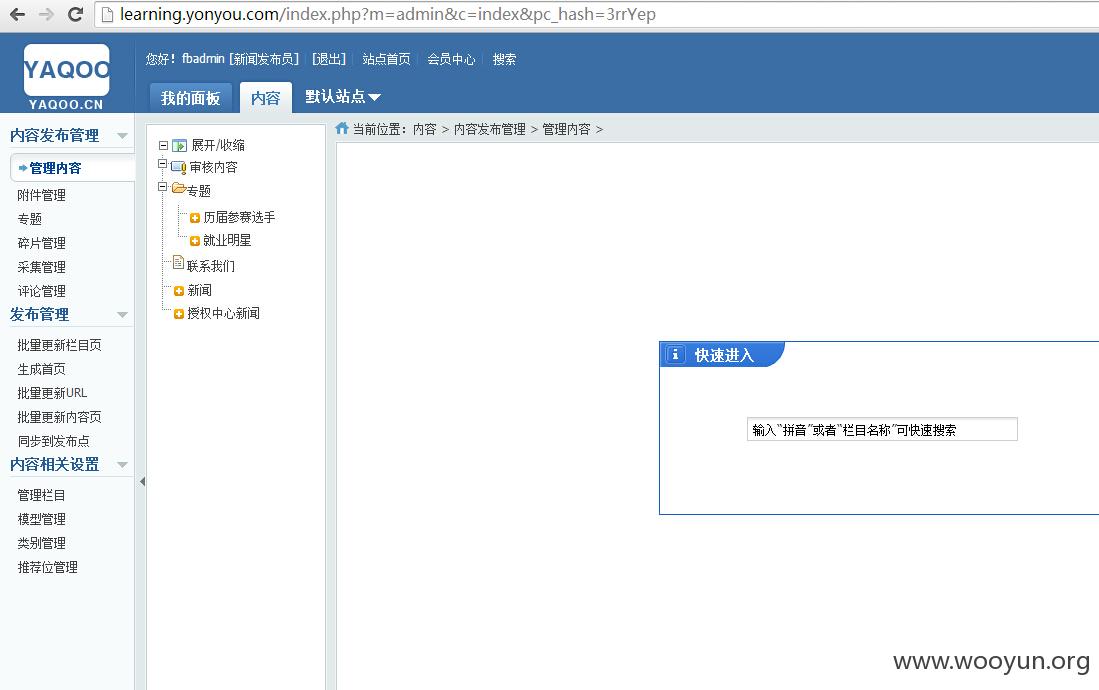 learning.yonyou.com/index.php?m=admin&c=index&pc_hash=3rrYep
YAQOO
YAQOO.CN
您好！fbadmin [新闻发布员] | [退出] | 站点首页 | 会员中心 | 搜索
我的面板 内容 默认站点
内容发布管理
管理内容
附件管理
专题
碎片管理
采集管理
评论管理
发布管理
批量更新栏目页
生成首页
批量更新URL
批量更新内容页
同步到发布点
内容相关设置
管理栏目
模型管理
类别管理
推荐位管理
展开/收缩
审核内容
专题
历届参赛选手
就业明星
联系我们
新闻
授权中心新闻
当前位置：内容 > 内容发布管理 > 管理内容 >
快速进入
输入“拼音”或者“栏目名称”可快速搜索
www.wooyun.org